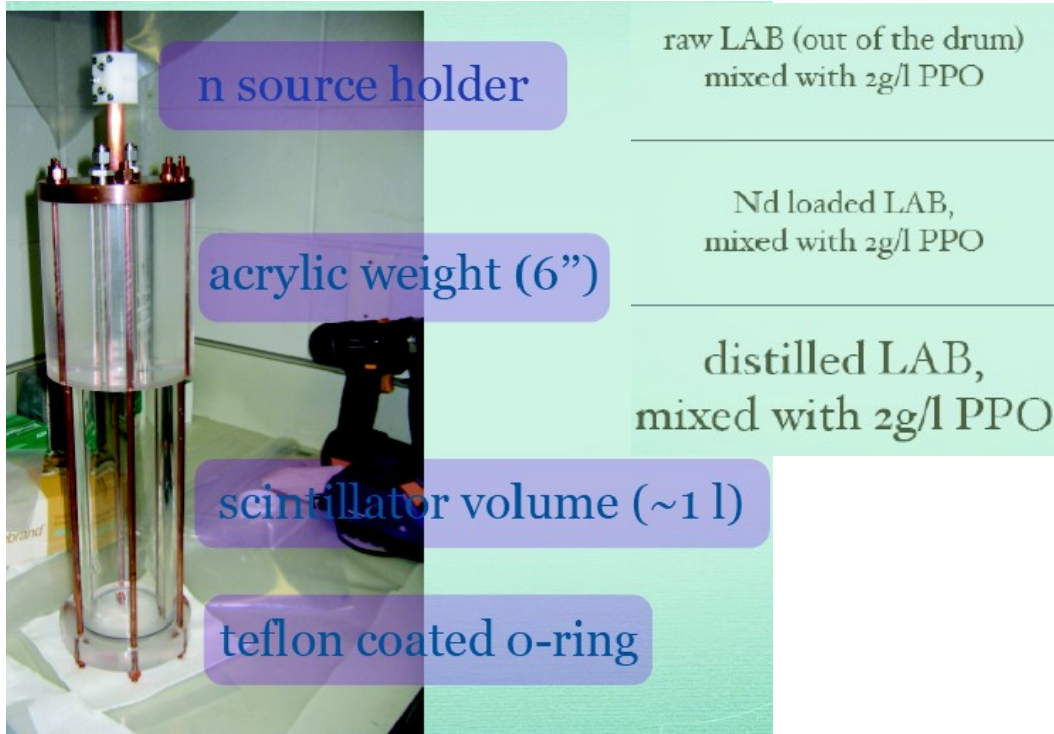 n source holder
acrylic weight (6”)
scintillator volume (~1 l)
teflon coated o-ring
raw LAB (out of the drum)
mixed with 2g/l PPO
Nd loaded LAB,
mixed with 2g/l PPO
distilled LAB,
mixed with 2g/l PPO